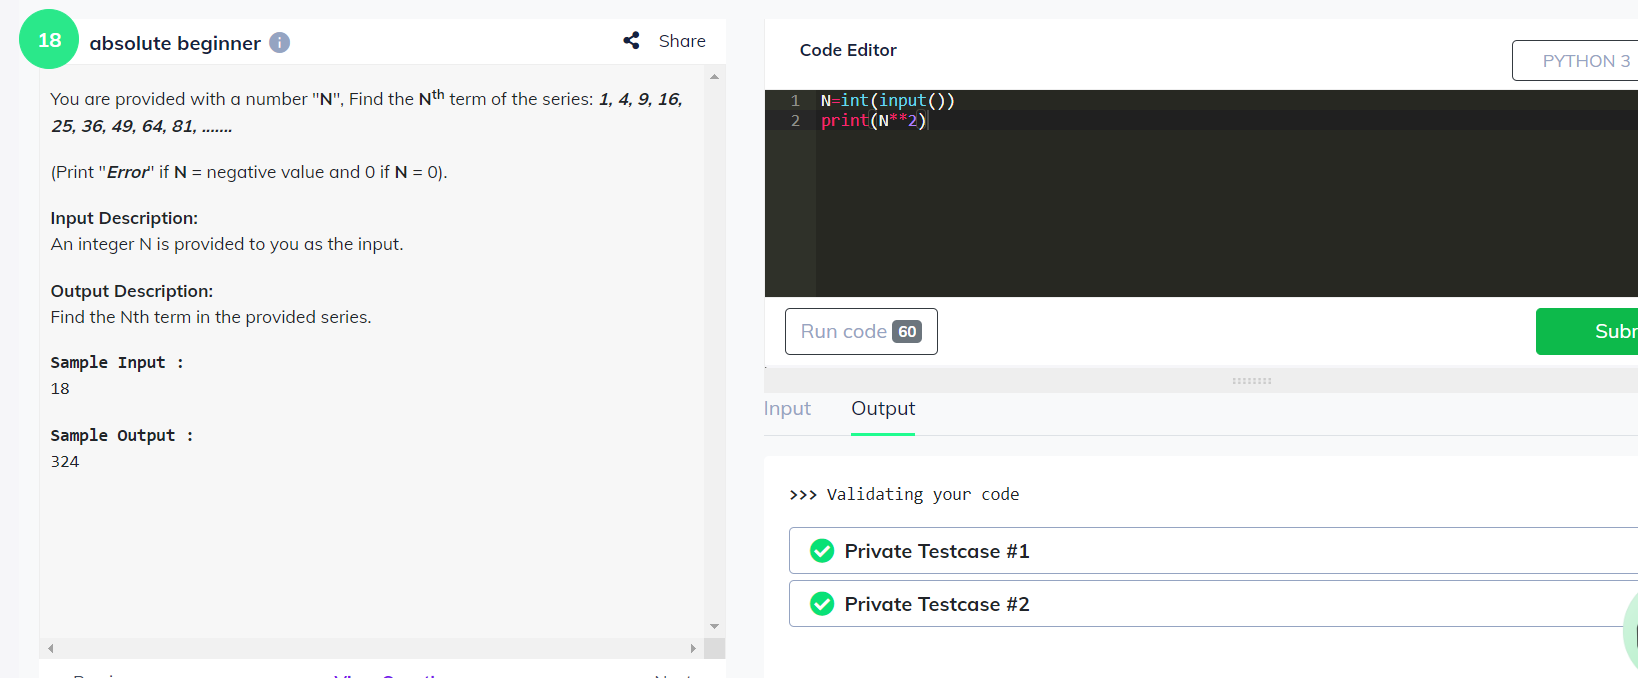 18
absolute beginner i
Share
You are provided with a number "N", Find the Nth term of the series: 1, 4, 9, 16,
25, 36, 49, 64, 81, .......
(Print "Error" if N = negative value and 0 if N = 0).
Input Description:
An integer N is provided to you as the input.
Output Description:
Find the Nth term in the provided series.
Sample Input :
18
Sample Output :
324
Code Editor
PYTHON 3
1 N=int(input())
2 print(N**2)
Run code 60
Input Output
>>> Validating your code
Private Testcase #1
Private Testcase #2